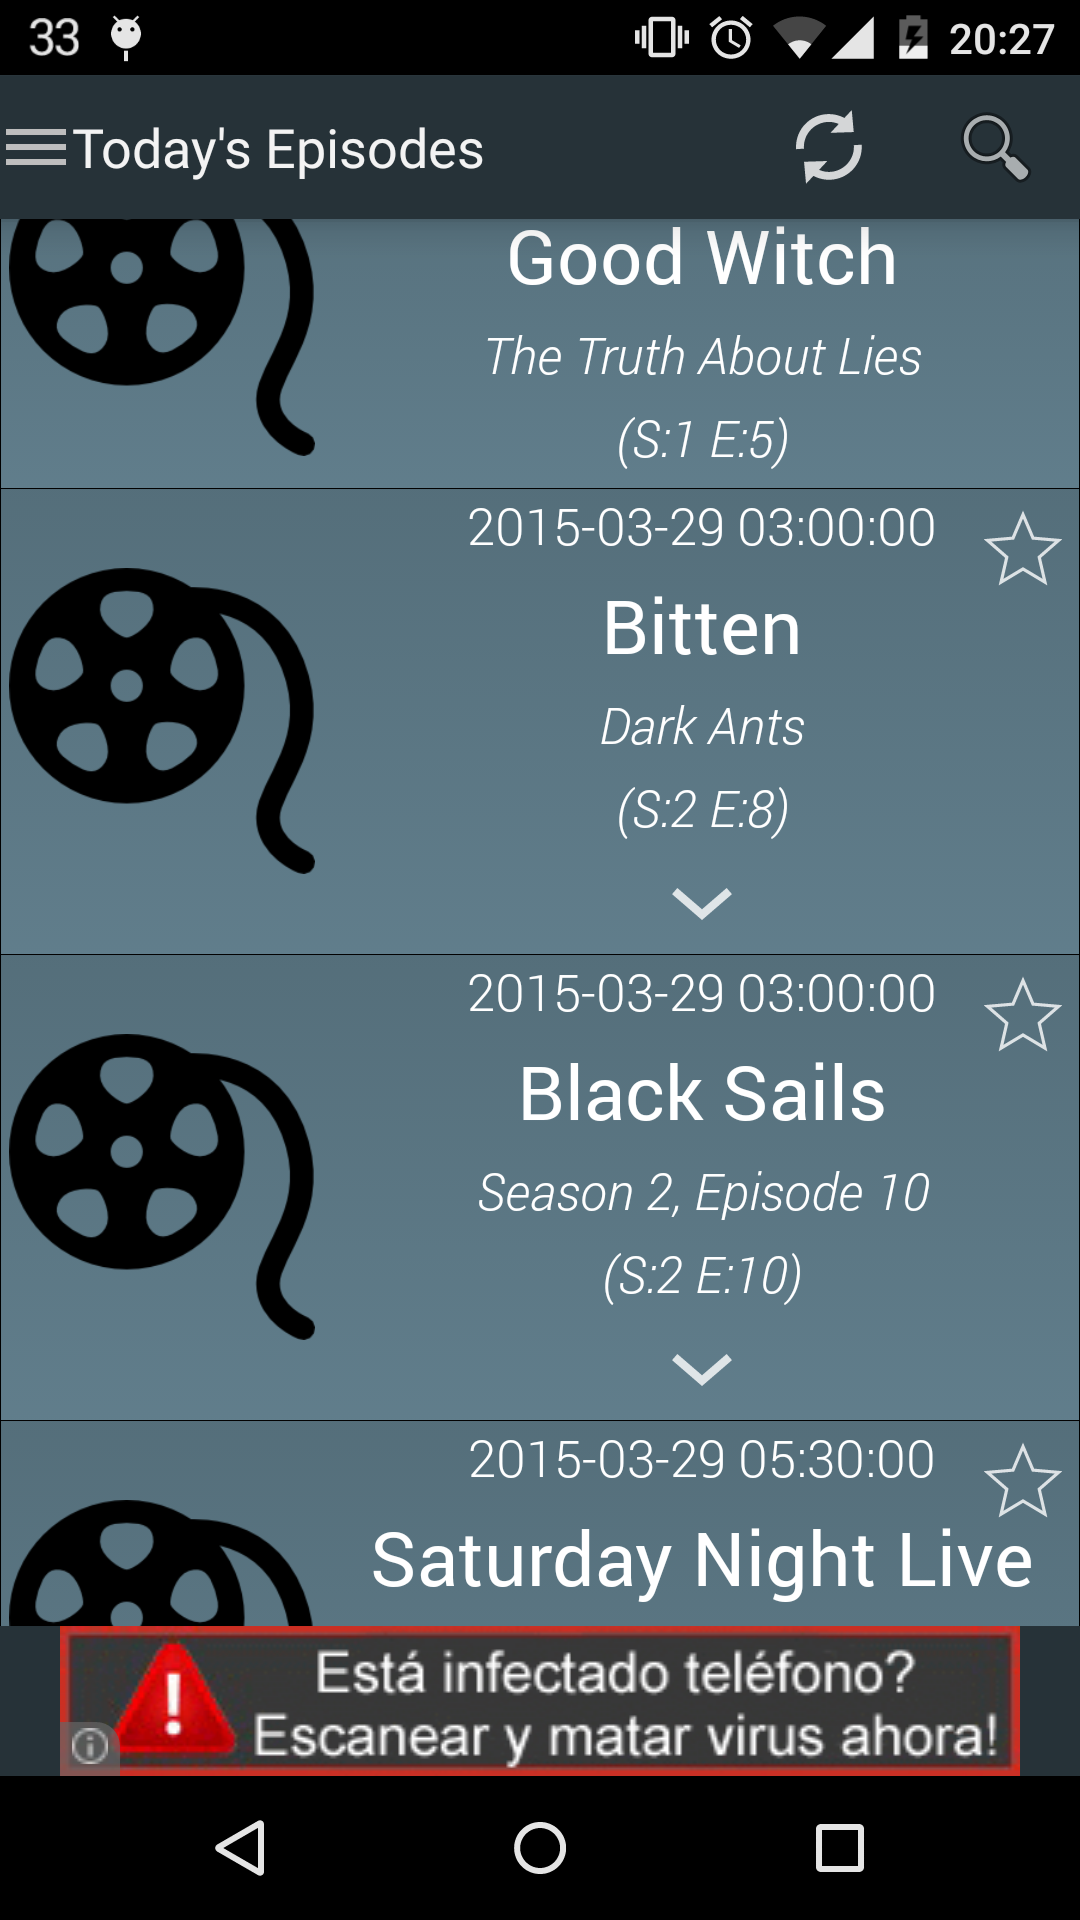 33
20:27
Today's Episodes
Good Witch
The Truth About Lies
(S:1 E:5)
2015-03-29 03:00:00
Bitten
Dark Ants
(S:2 E:8)
2015-03-29 03:00:00
Black Sails
Season 2, Episode 10
(S:2 E:10)
2015-03-29 05:30:00
Saturday Night Live
Está infectado teléfono?
Escanear y matar virus ahora!